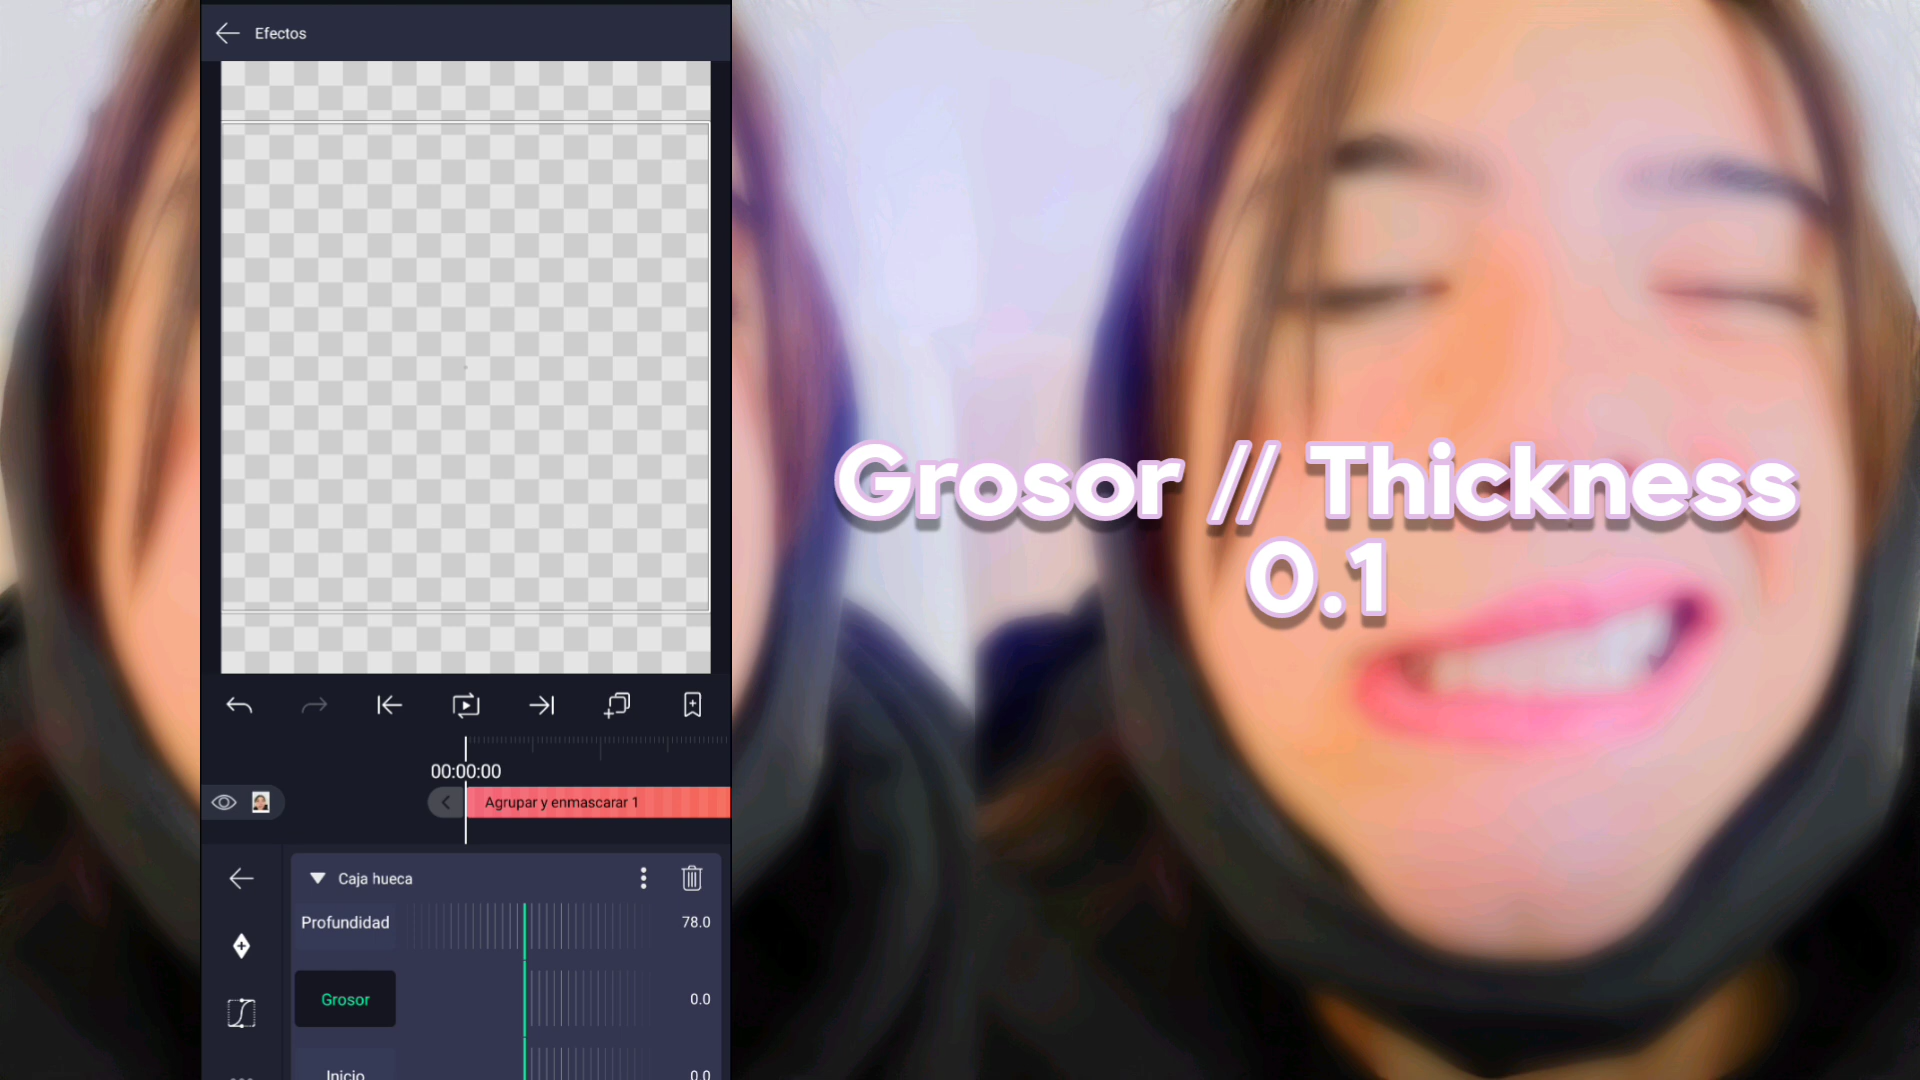 Efectos
Grosor // Thickness
0.1
00:00:00
Agrupar y enmascarar 1
Caja hueca
Profundidad
78.0
Grosor
0.0
Inicio
0.0